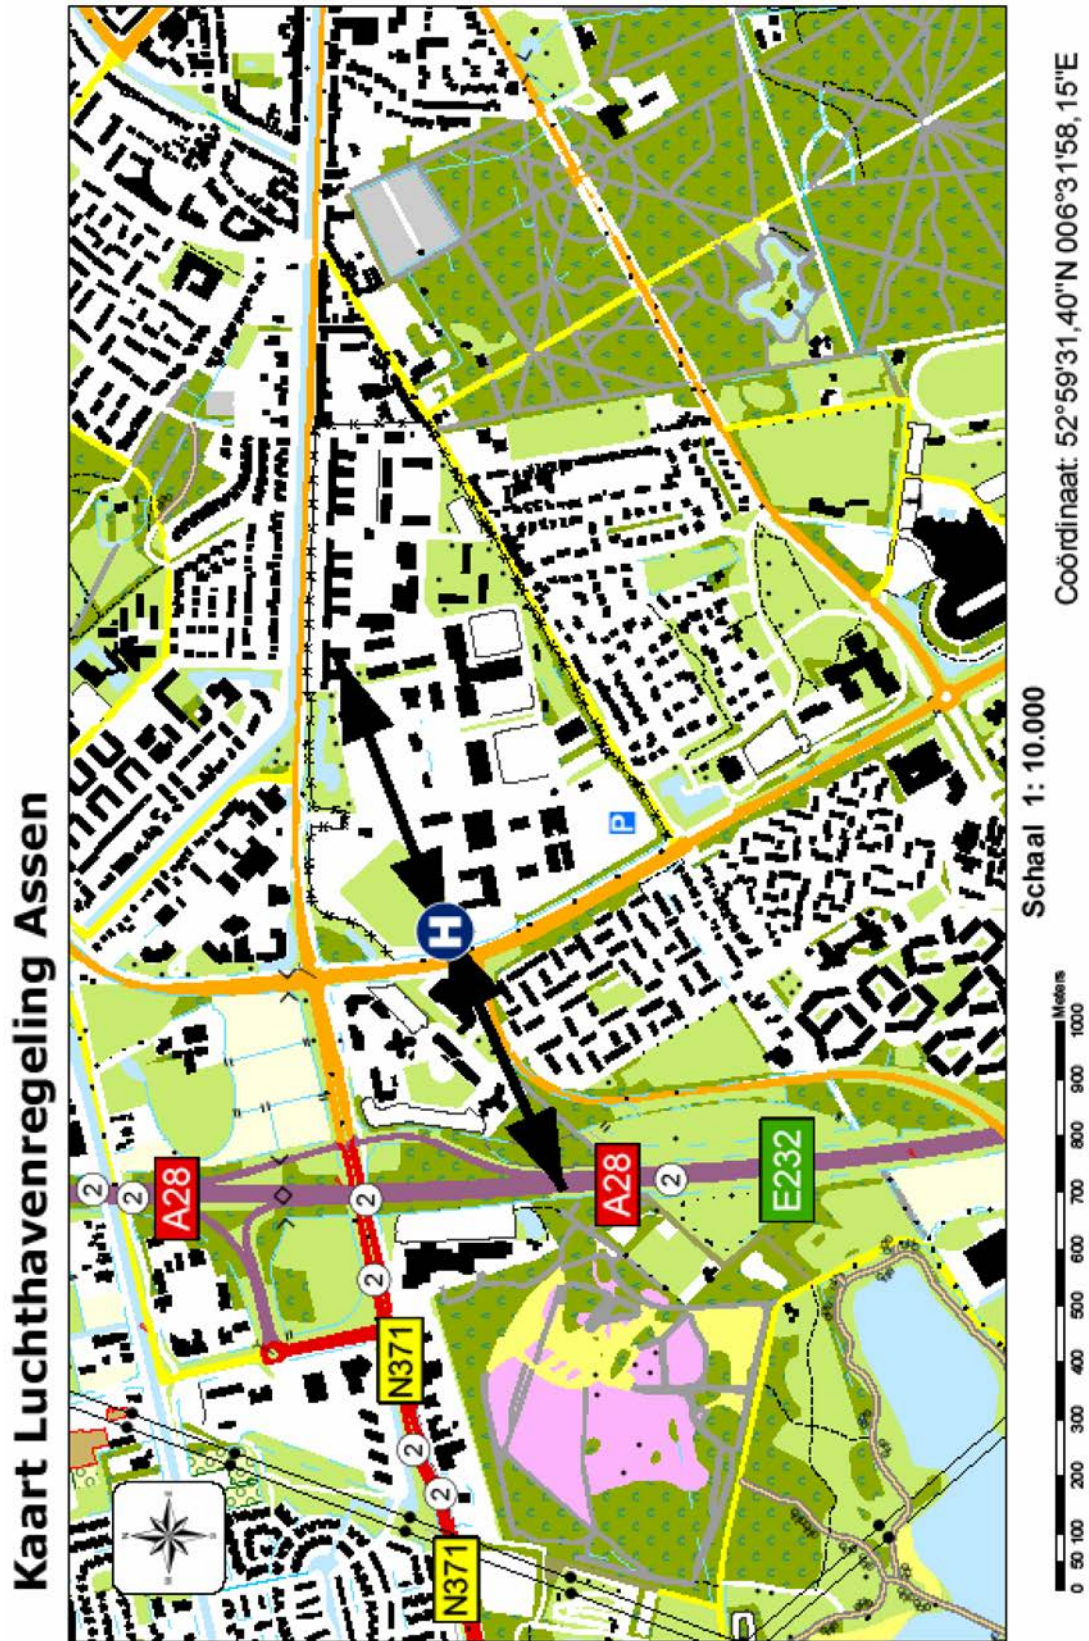 Kaart Luchthavenregeling Assen
A28
2
2
N371
N371
2
2
2
2
A28
2
E232
H
P
N
0 50 100 200 300 400 500 600 700 800 900 1000
Meters
Schaal 1: 10.000
Coördinaat: 52°59'31,40"N 006°31'58,15"E